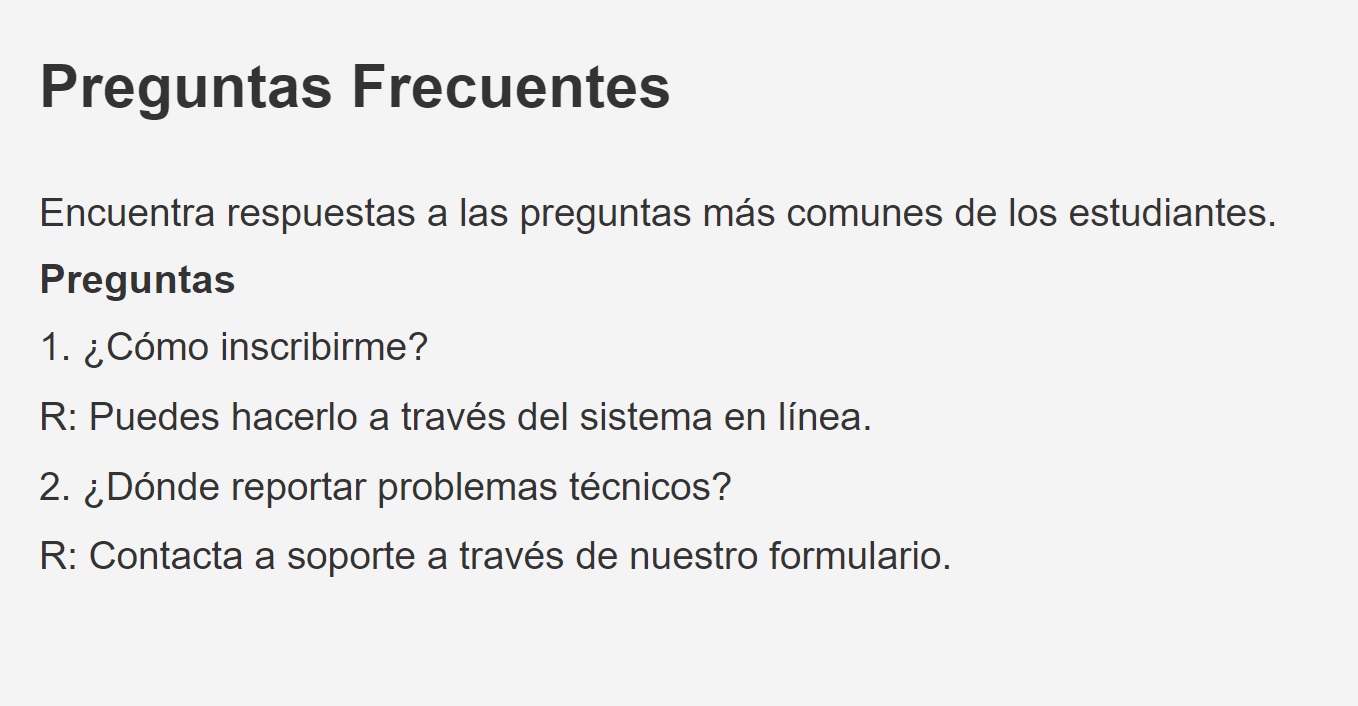 Preguntas Frecuentes
Encuentra respuestas a las preguntas más comunes de los estudiantes.
Preguntas
1. ¿Cómo inscribirme?
R: Puedes hacerlo a través del sistema en línea.
2. ¿Dónde reportar problemas técnicos?
R: Contacta a soporte a través de nuestro formulario.